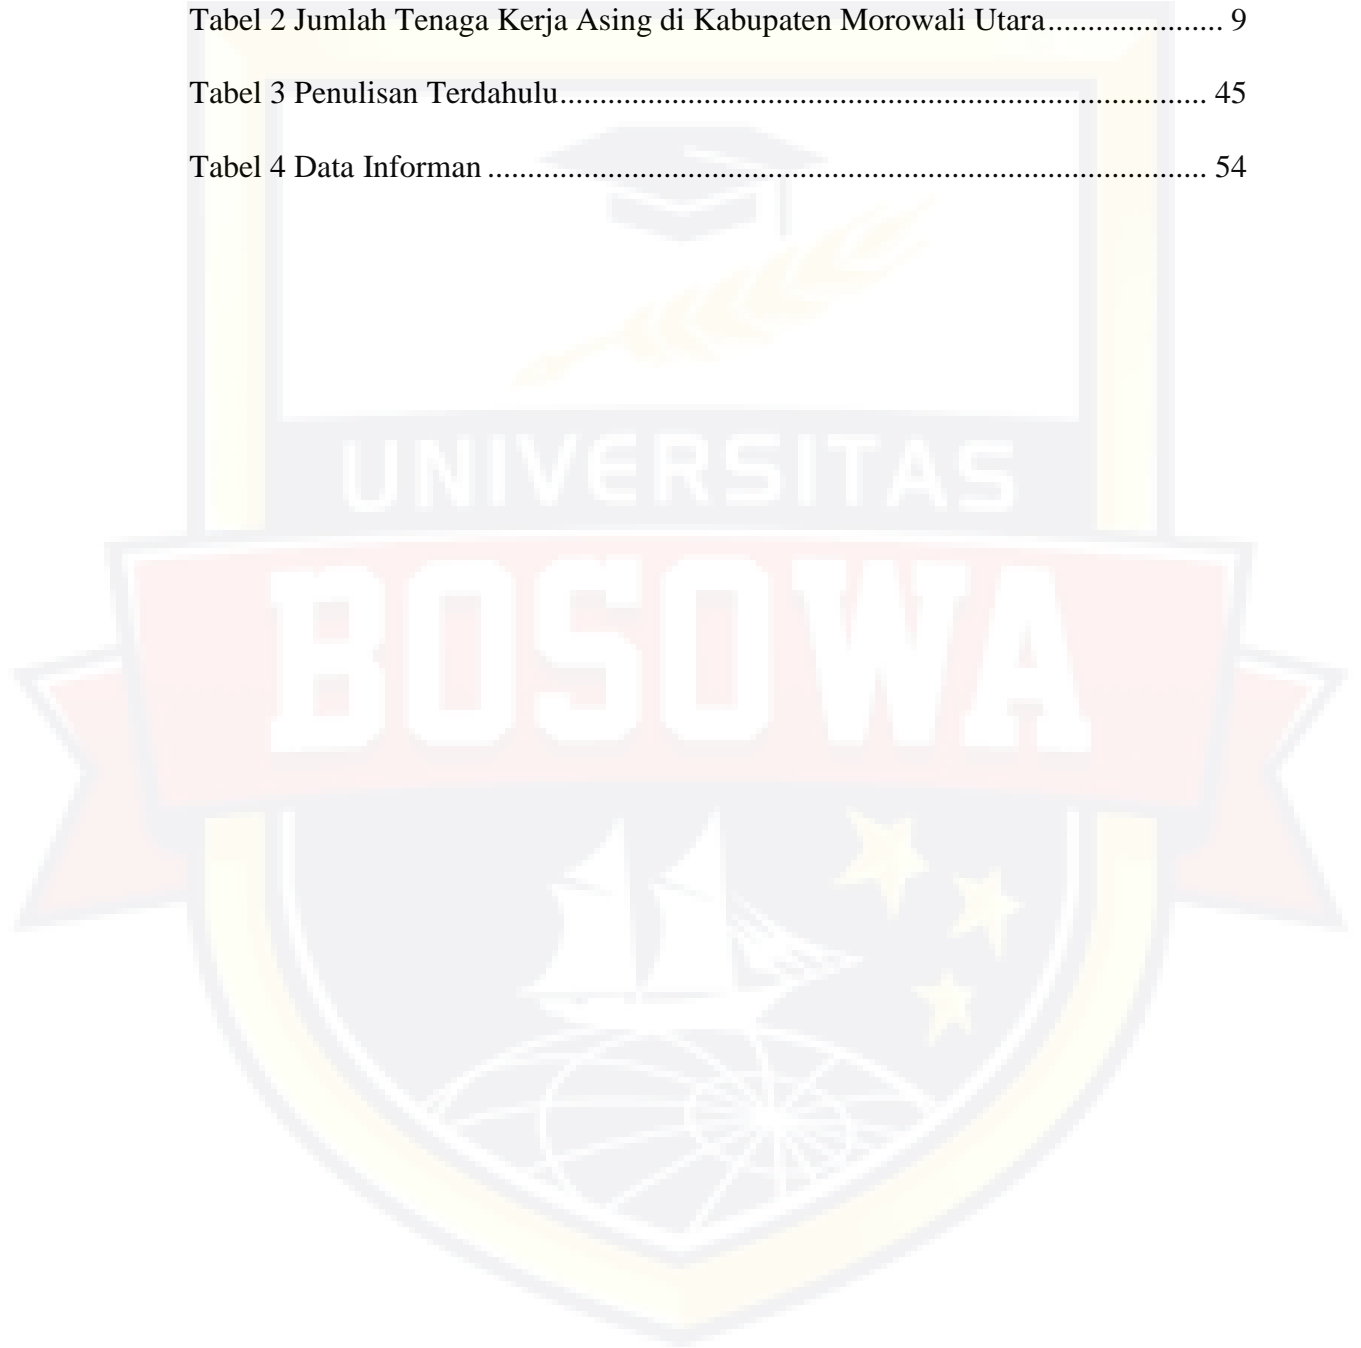 Tabel 2 Jumlah Tenaga Kerja Asing di Kabupaten Morowali Utara...................... 9
Tabel 3 Penulisan Terdahulu................................................................................. 45
Tabel 4 Data Informan .......................................................................................... 54
UNIVERSITAS
BOSOWA